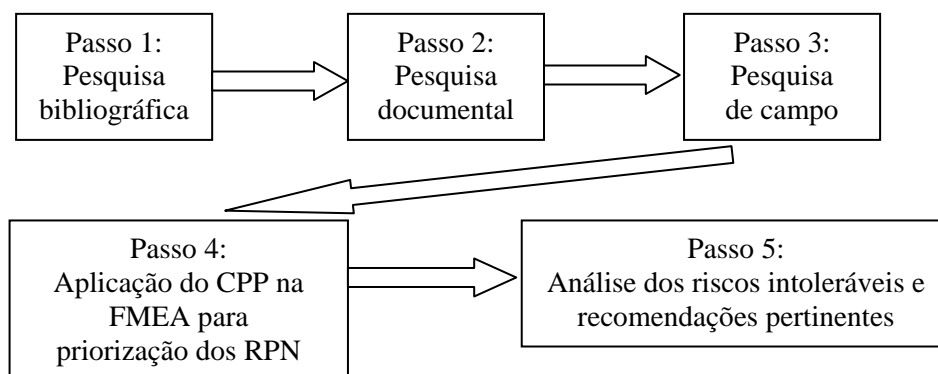 Passo 1:
Pesquisa
bibliográfica
Passo 2:
Pesquisa
documental
Passo 3:
Pesquisa
de campo
Passo 4:
Aplicação do CPP na
FMEA para
priorização dos RPN
Passo 5:
Análise dos riscos intoleráveis e
recomendações pertinentes